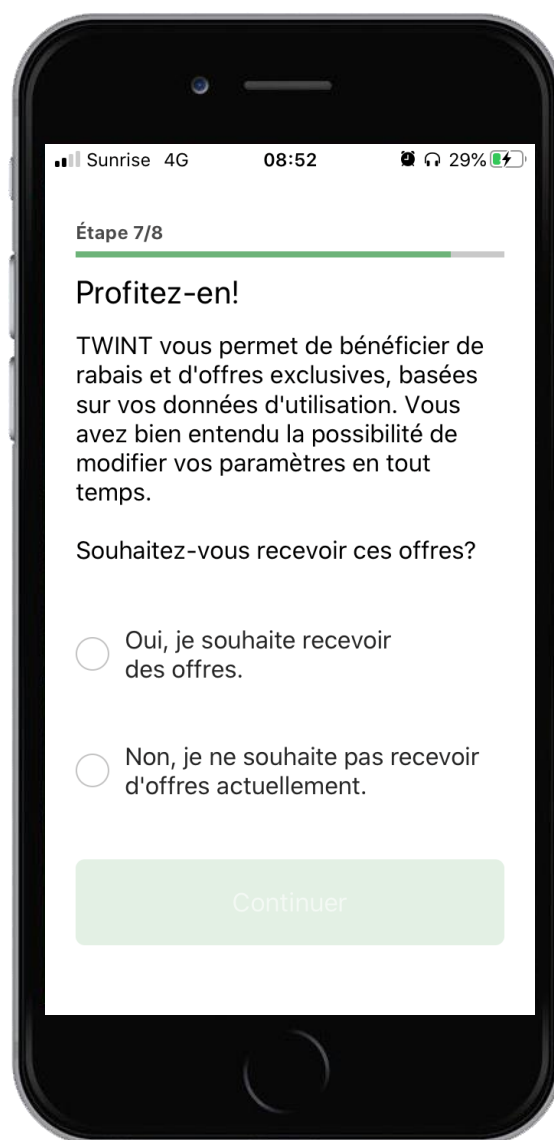 Sunrise 4G 08:52 29%
Étape 7/8
Profitez-en!
TWINT vous permet de bénéficier de
rabais et d'offres exclusives, basées
sur vos données d'utilisation. Vous
avez bien entendu la possibilité de
modifier vos paramètres en tout
temps.
Souhaitez-vous recevoir ces offres?
Oui, je souhaite recevoir
des offres.
Non, je ne souhaite pas recevoir
d'offres actuellement.
Continuer